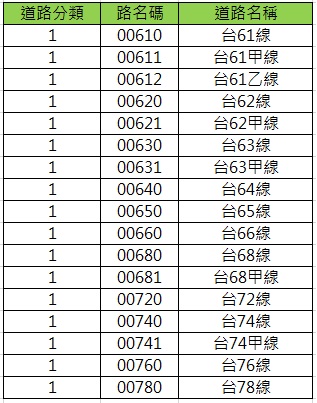 道路分類 路名碼 道路名稱
1 00610 台61線
1 00611 台61甲線
1 00612 台61乙線
1 00620 台62線
1 00621 台62甲線
1 00630 台63線
1 00631 台63甲線
1 00640 台64線
1 00650 台65線
1 00660 台66線
1 00680 台68線
1 00681 台68甲線
1 00720 台72線
1 00740 台74線
1 00741 台74甲線
1 00760 台76線
1 00780 台78線